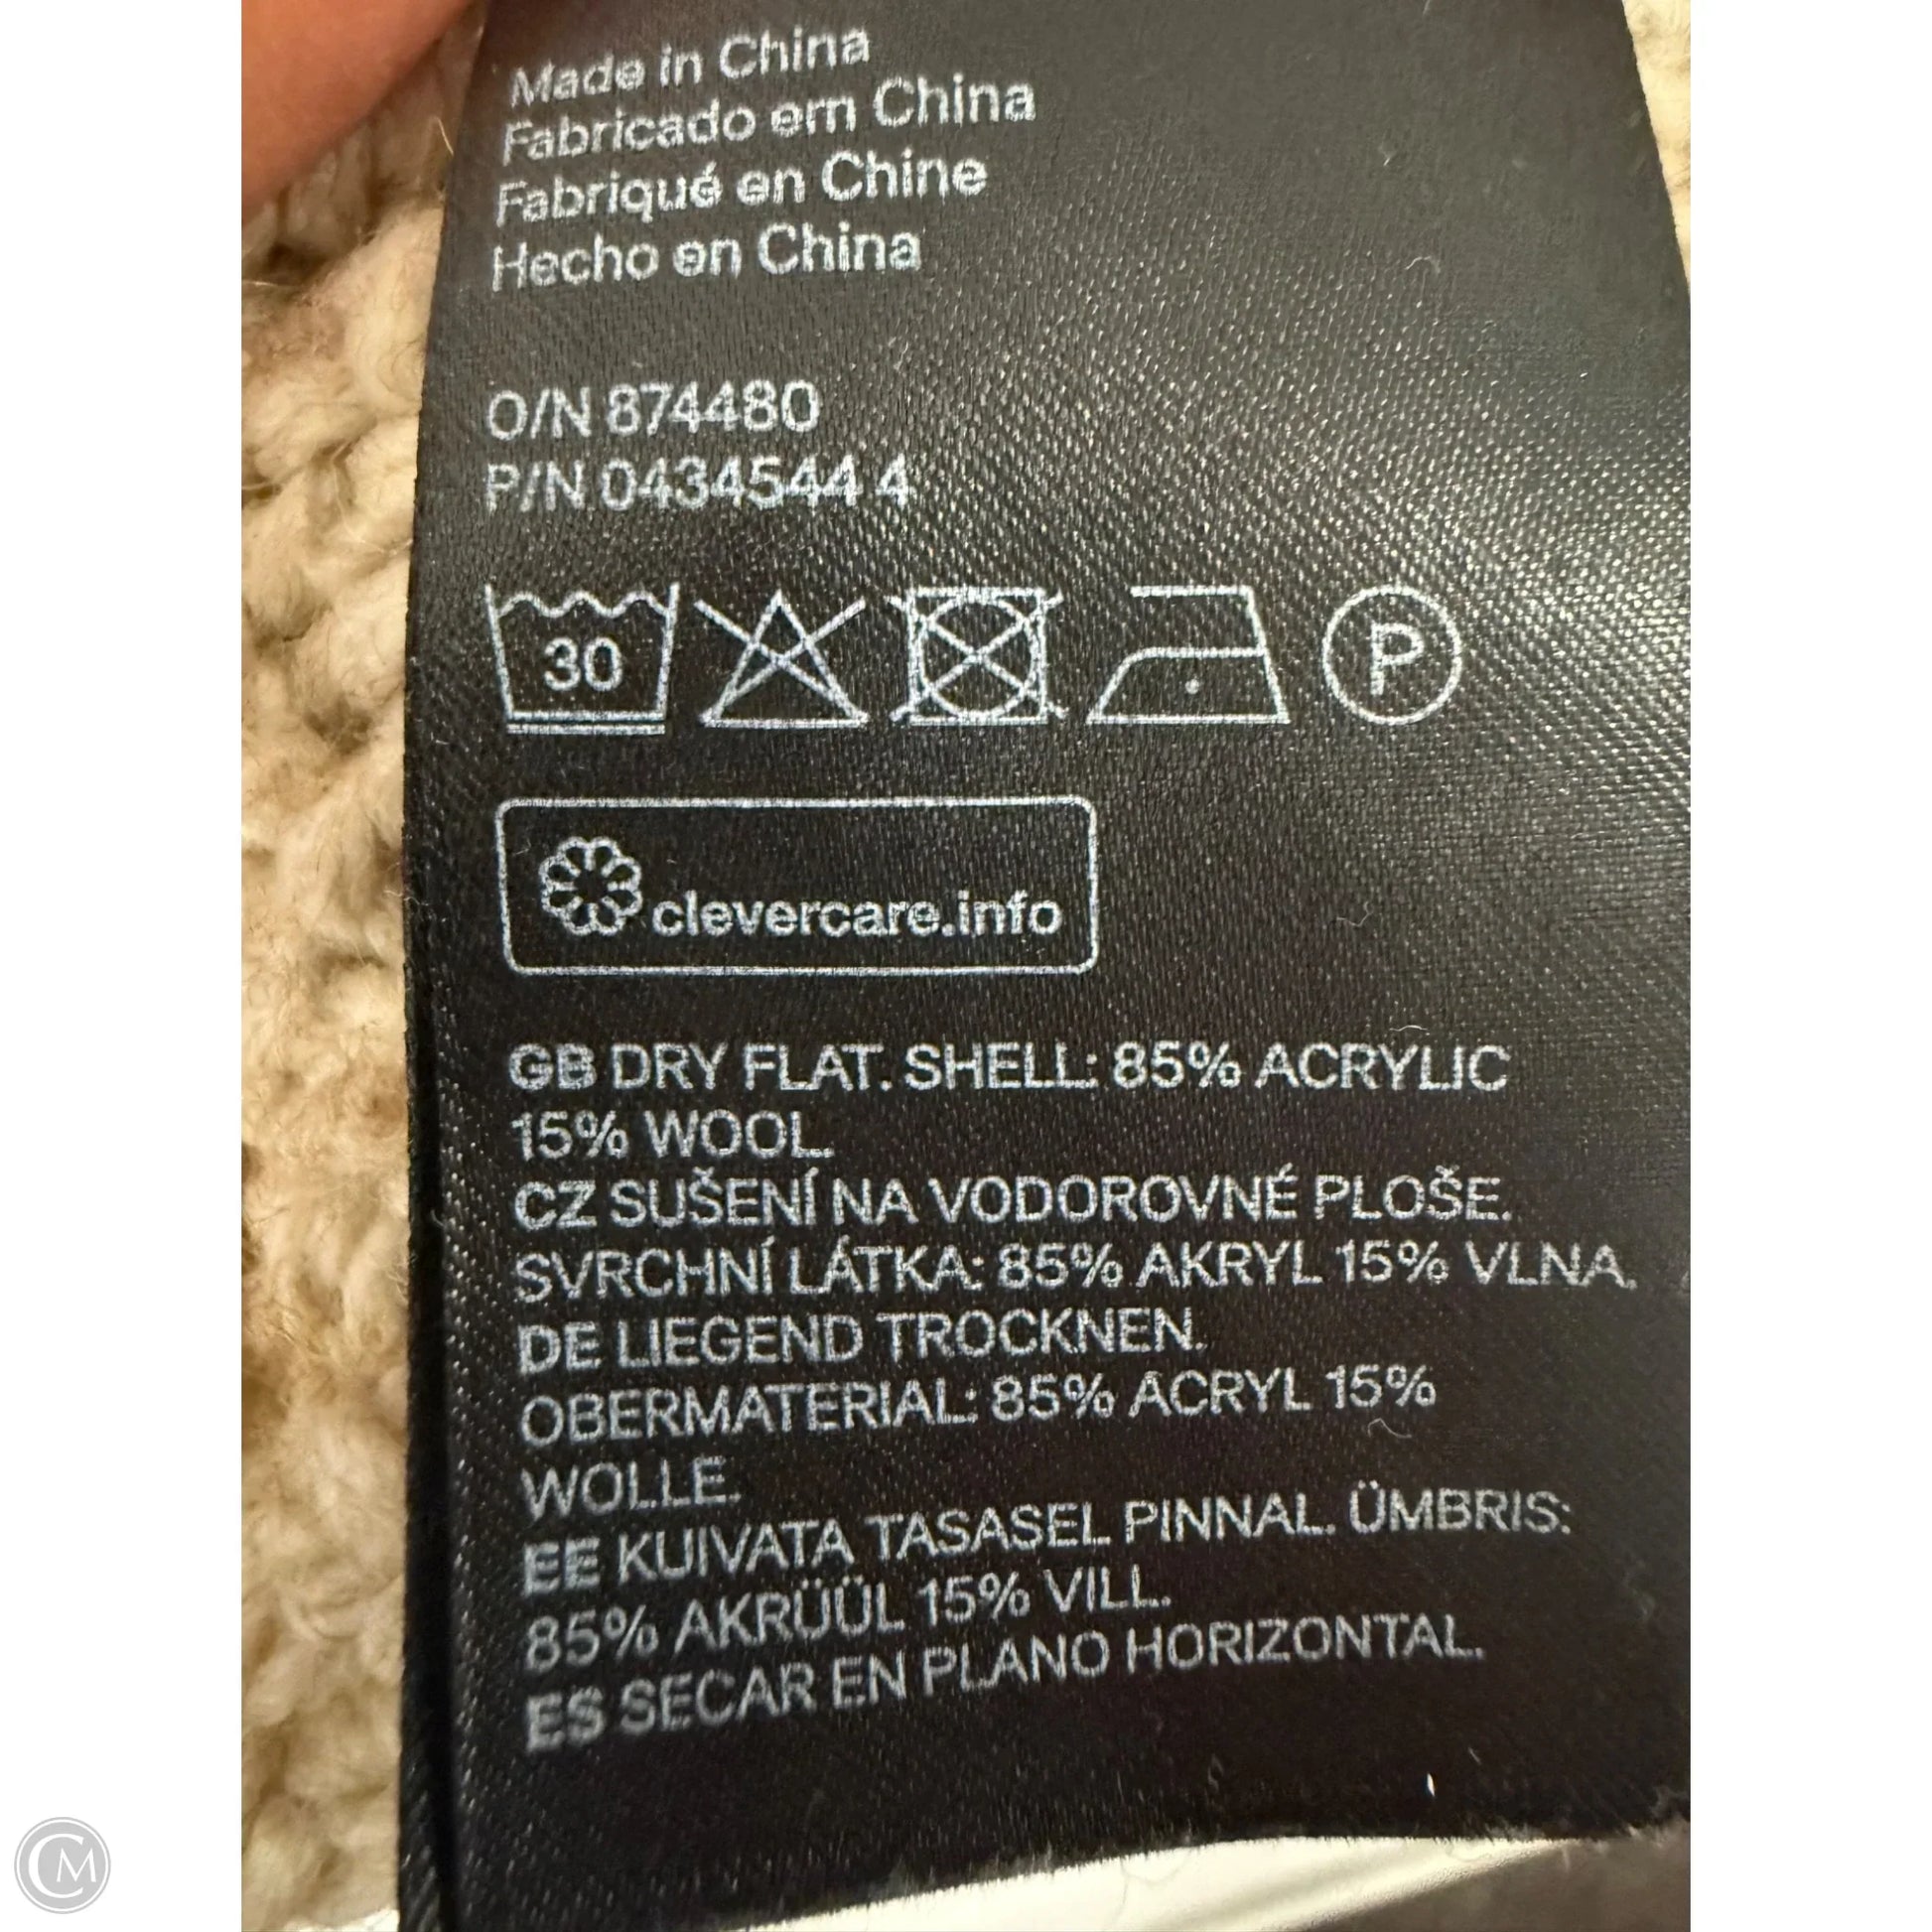 Made in China
Fabricado em China
Fabriqué en Chine
Hecho en China
O/N 874480
P/N 0434544 4
30
P
clevercare.info
GB DRY FLAT. SHELL: 85% ACRYLIC
15% WOOL.
CZ SUŠENÍ NA VODOROVNÉ PLOŠE.
SVRCHNÍ LÁTKA: 85% AKRYL 15% VLNA.
DE LIEGEND TROCKNEN.
OBERMATERIAL: 85% ACRYL 15%
WOLLE.
EE KUIVATA TASASEL PINNAL. ÜMBRIS:
85% AKRÜÜL 15% VILL.
ES SECAR EN PLANO HORIZONTAL.
CM